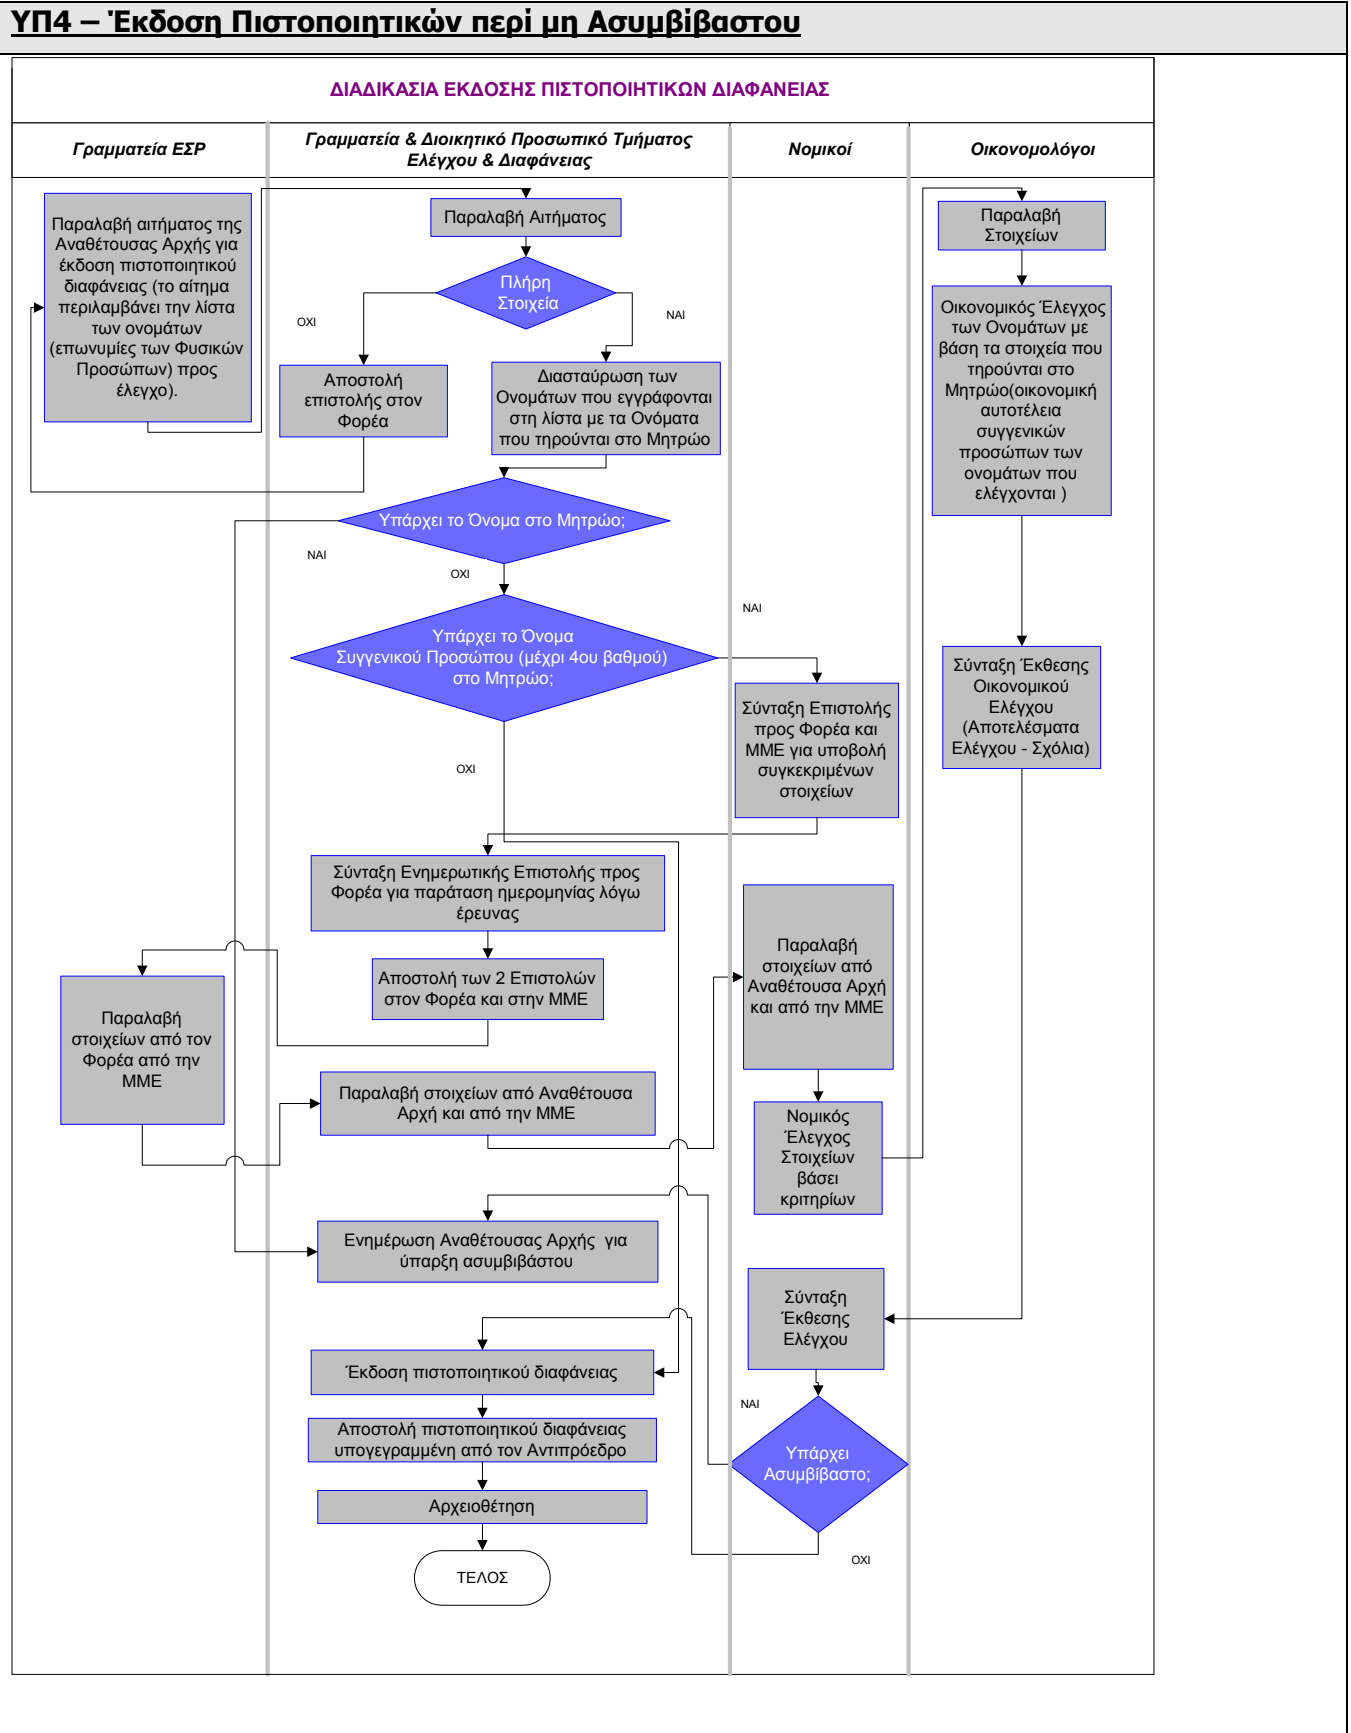 ΥΠ4 – Έκδοση Πιστοποιητικών περί μη Ασυμβίβαστου
ΔΙΑΔΙΚΑΣΙΑ ΕΚΔΟΣΗΣ ΠΙΣΤΟΠΟΙΗΤΙΚΩΝ ΔΙΑΦΑΝΕΙΑΣ
Γραμματεία ΕΣΡ
Γραμματεία & Διοικητικό Προσωπικό Τμήματος
Ελέγχου & Διαφάνειας
Νομικοί
Οικονομολόγοι
Παραλαβή αιτήματος της
Αναθέτουσας Αρχής για
έκδοση πιστοποιητικού
διαφάνειας (το αίτημα
περιλαμβάνει την λίστα
των ονομάτων
(επωνυμίες των Φυσικών
Προσώπων) προς
έλεγχο).
Παραλαβή Αιτήματος
Πλήρη
Στοιχεία
ΟΧΙ
ΝΑΙ
Αποστολή
επιστολής στον
Φορέα
Διασταύρωση των
Ονομάτων που εγγράφονται
στη λίστα με τα Ονόματα
που τηρούνται στο Μητρώο
Υπάρχει το Όνομα στο Μητρώο;
ΝΑΙ
ΟΧΙ
Υπάρχει το Όνομα
Συγγενικού Προσώπου (μέχρι 4ου βαθμού)
στο Μητρώο;
ΝΑΙ
ΟΧΙ
Σύνταξη Επιστολής
προς Φορέα και
ΜΜΕ για υποβολή
συγκεκριμένων
στοιχείων
Σύνταξη Ενημερωτικής Επιστολής προς
Φορέα για παράταση ημερομηνίας λόγω
έρευνας
Αποστολή των 2 Επιστολών
στον Φορέα και στην ΜΜΕ
Παραλαβή
στοιχείων από τον
Φορέα από την
ΜΜΕ
Παραλαβή στοιχείων από Αναθέτουσα
Αρχή και από την ΜΜΕ
Παραλαβή
στοιχείων από
Αναθέτουσα Αρχή
και από την ΜΜΕ
Νομικός
Έλεγχος
Στοιχείων
βάσει
κριτηρίων
Παραλαβή
Στοιχείων
Οικονομικός Έλεγχος
των Ονομάτων με
βάση τα στοιχεία που
τηρούνται στο
Μητρώο(οικονομική
αυτοτέλεια
συγγενικών
προσώπων των
ονομάτων που
ελέγχονται )
Σύνταξη Έκθεσης
Οικονομικού
Ελέγχου
(Αποτελέσματα
Ελέγχου - Σχόλια)
Σύνταξη
Έκθεσης
Ελέγχου
ΝΑΙ
Υπάρχει
Ασυμβίβαστο;
ΟΧΙ
Ενημέρωση Αναθέτουσας Αρχής για
ύπαρξη ασυμβιβάστου
Έκδοση πιστοποιητικού διαφάνειας
Αποστολή πιστοποιητικού διαφάνειας
υπογεγραμμένη από τον Αντιπρόεδρο
Αρχειοθέτηση
ΤΕΛΟΣ